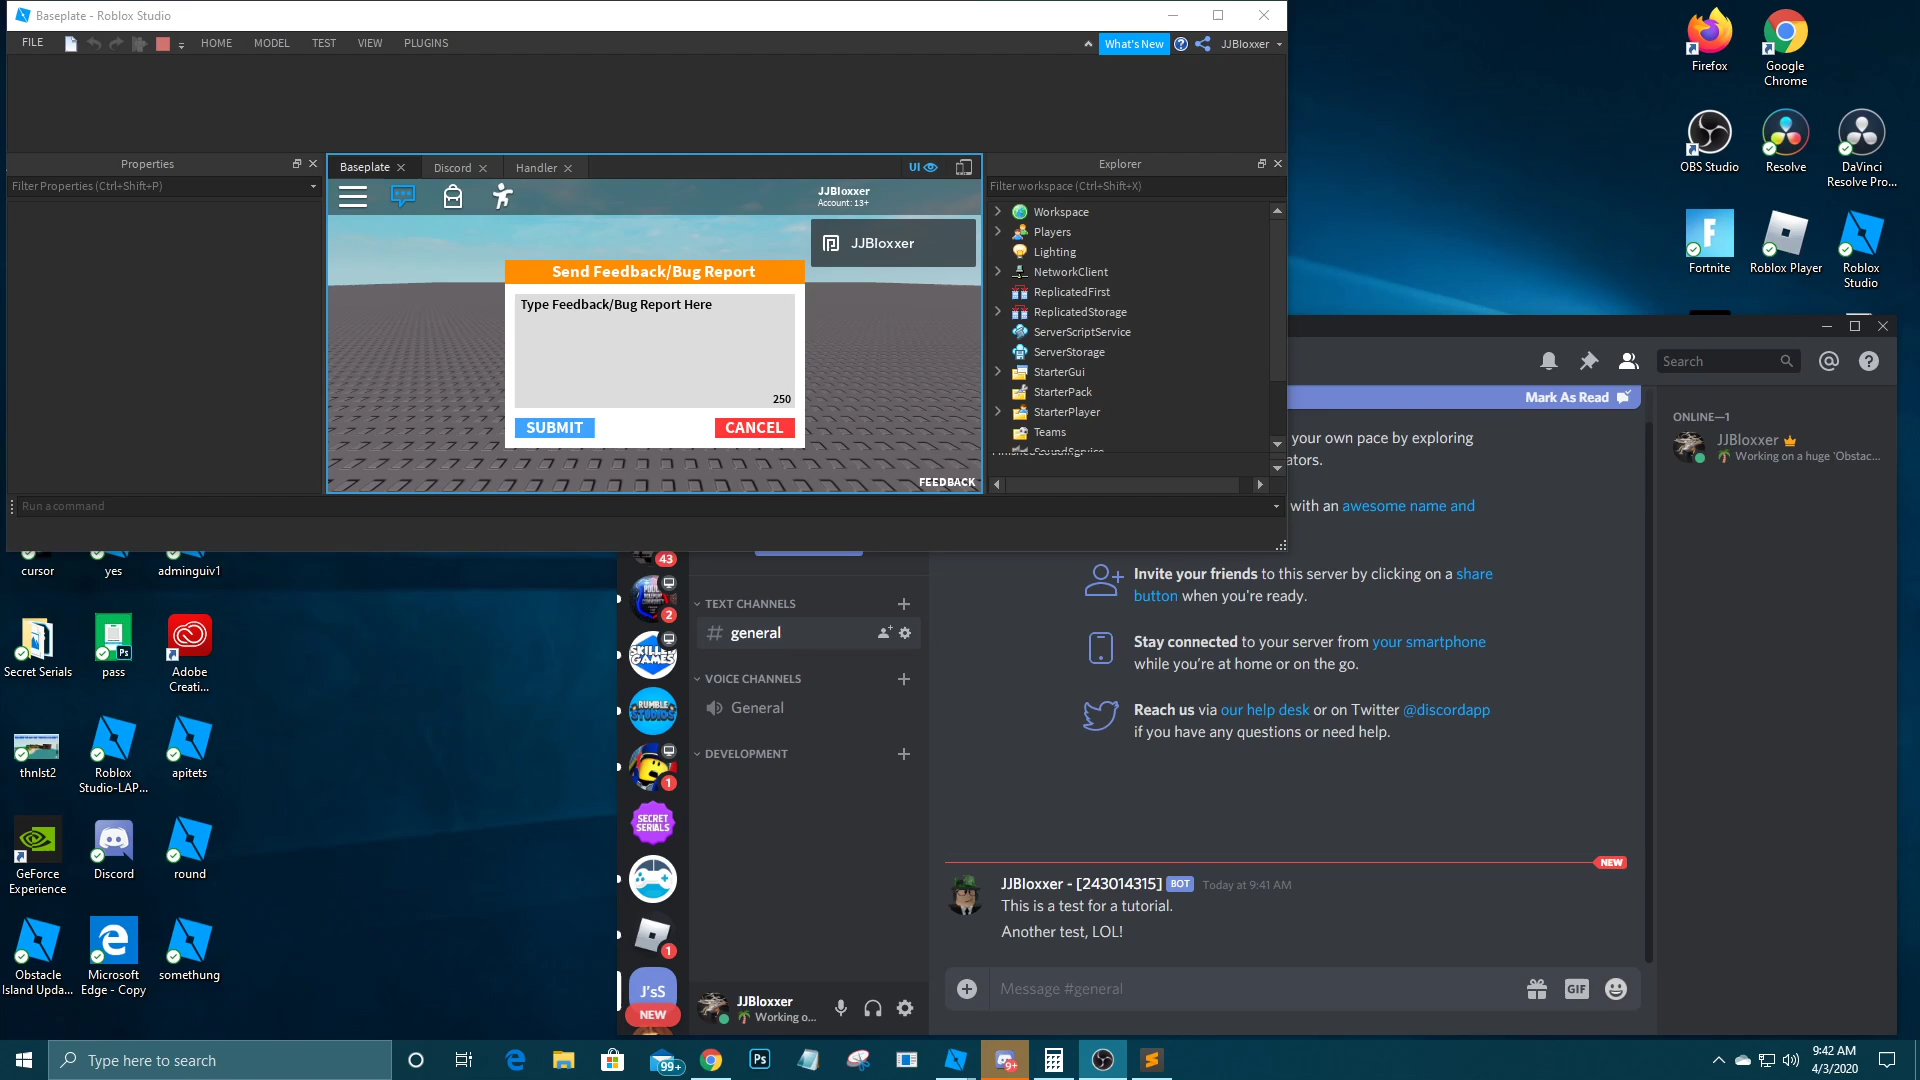 Baseplate - Roblox Studio
FILE
HOME
MODEL
TEST
VIEW
PLUGINS
What's New
JJBloxxer
Properties
Filter Properties (Ctrl+Shift+P)
Baseplate
Discord
Handler
UI
JJBloxxer
Account: 13+
JJBloxxer
Send Feedback/Bug Report
Type Feedback/Bug Report Here
250
SUBMIT
CANCEL
FEEDBACK
Explorer
Filter workspace (Ctrl+Shift+X)
Workspace
Players
Lighting
NetworkClient
ReplicatedFirst
ReplicatedStorage
ServerScriptService
ServerStorage
StarterGui
StarterPack
StarterPlayer
Teams
SoundService
Run a command
Firefox
Google
Chrome
OBS Studio
Resolve
DaVinci
Resolve Pro...
Fortnite
Roblox Player
Roblox
Studio
Search
Mark As Read
your own pace by exploring
ators.
with an awesome name and
Invite your friends to this server by clicking on a share
button when you're ready.
Stay connected to your server from your smartphone
while you're at home or on the go.
Reach us via our help desk or on Twitter @discordapp
if you have any questions or need help.
ONLINE—1
JJBloxxer
Working on a huge 'Obstac...
43
2
SKILLED
GAMES
RUMBLE
STUDIOS
1
SECRET
SERIALS
1
J'sS
NEW
TEXT CHANNELS
general
VOICE CHANNELS
General
DEVELOPMENT
JJBloxxer
Working o...
NEW
JJBloxxer - [243014315] BOT Today at 9:41 AM
This is a test for a tutorial.
Another test, LOL!
Message #general
GIF
cursor
yes
adminguiv1
Secret Serials
Ps
pass
Adobe
Creati...
thnlst2
Roblox
Studio-LAP...
apitets
GeForce
Experience
Discord
round
Obstacle
Island Upda...
Microsoft
Edge - Copy
somethung
Type here to search
99+
Ps
9+
9:42 AM
4/3/2020